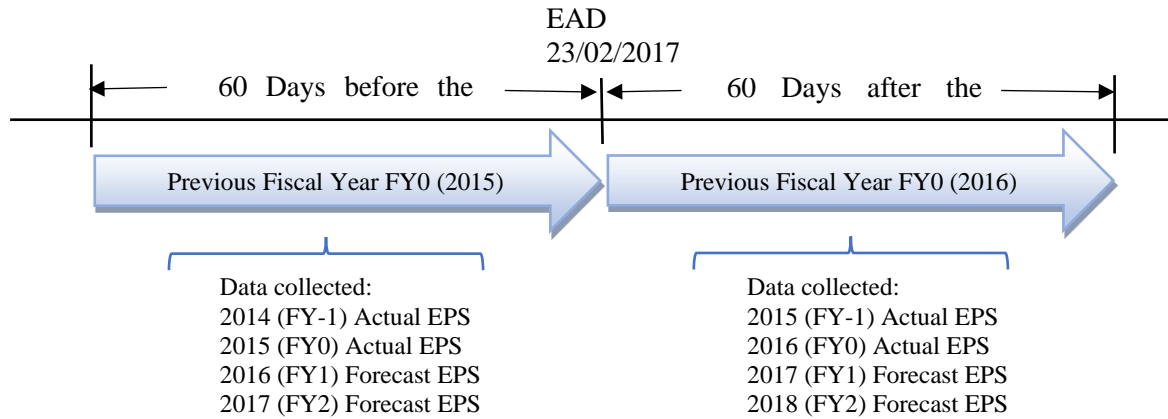 EAD
23/02/2017
60 Days before the
60 Days after the
Previous Fiscal Year FY0 (2015)
Previous Fiscal Year FY0 (2016)
Data collected:
2014 (FY-1) Actual EPS
2015 (FY0) Actual EPS
2016 (FY1) Forecast EPS
2017 (FY2) Forecast EPS
Data collected:
2015 (FY-1) Actual EPS
2016 (FY0) Actual EPS
2017 (FY1) Forecast EPS
2018 (FY2) Forecast EPS